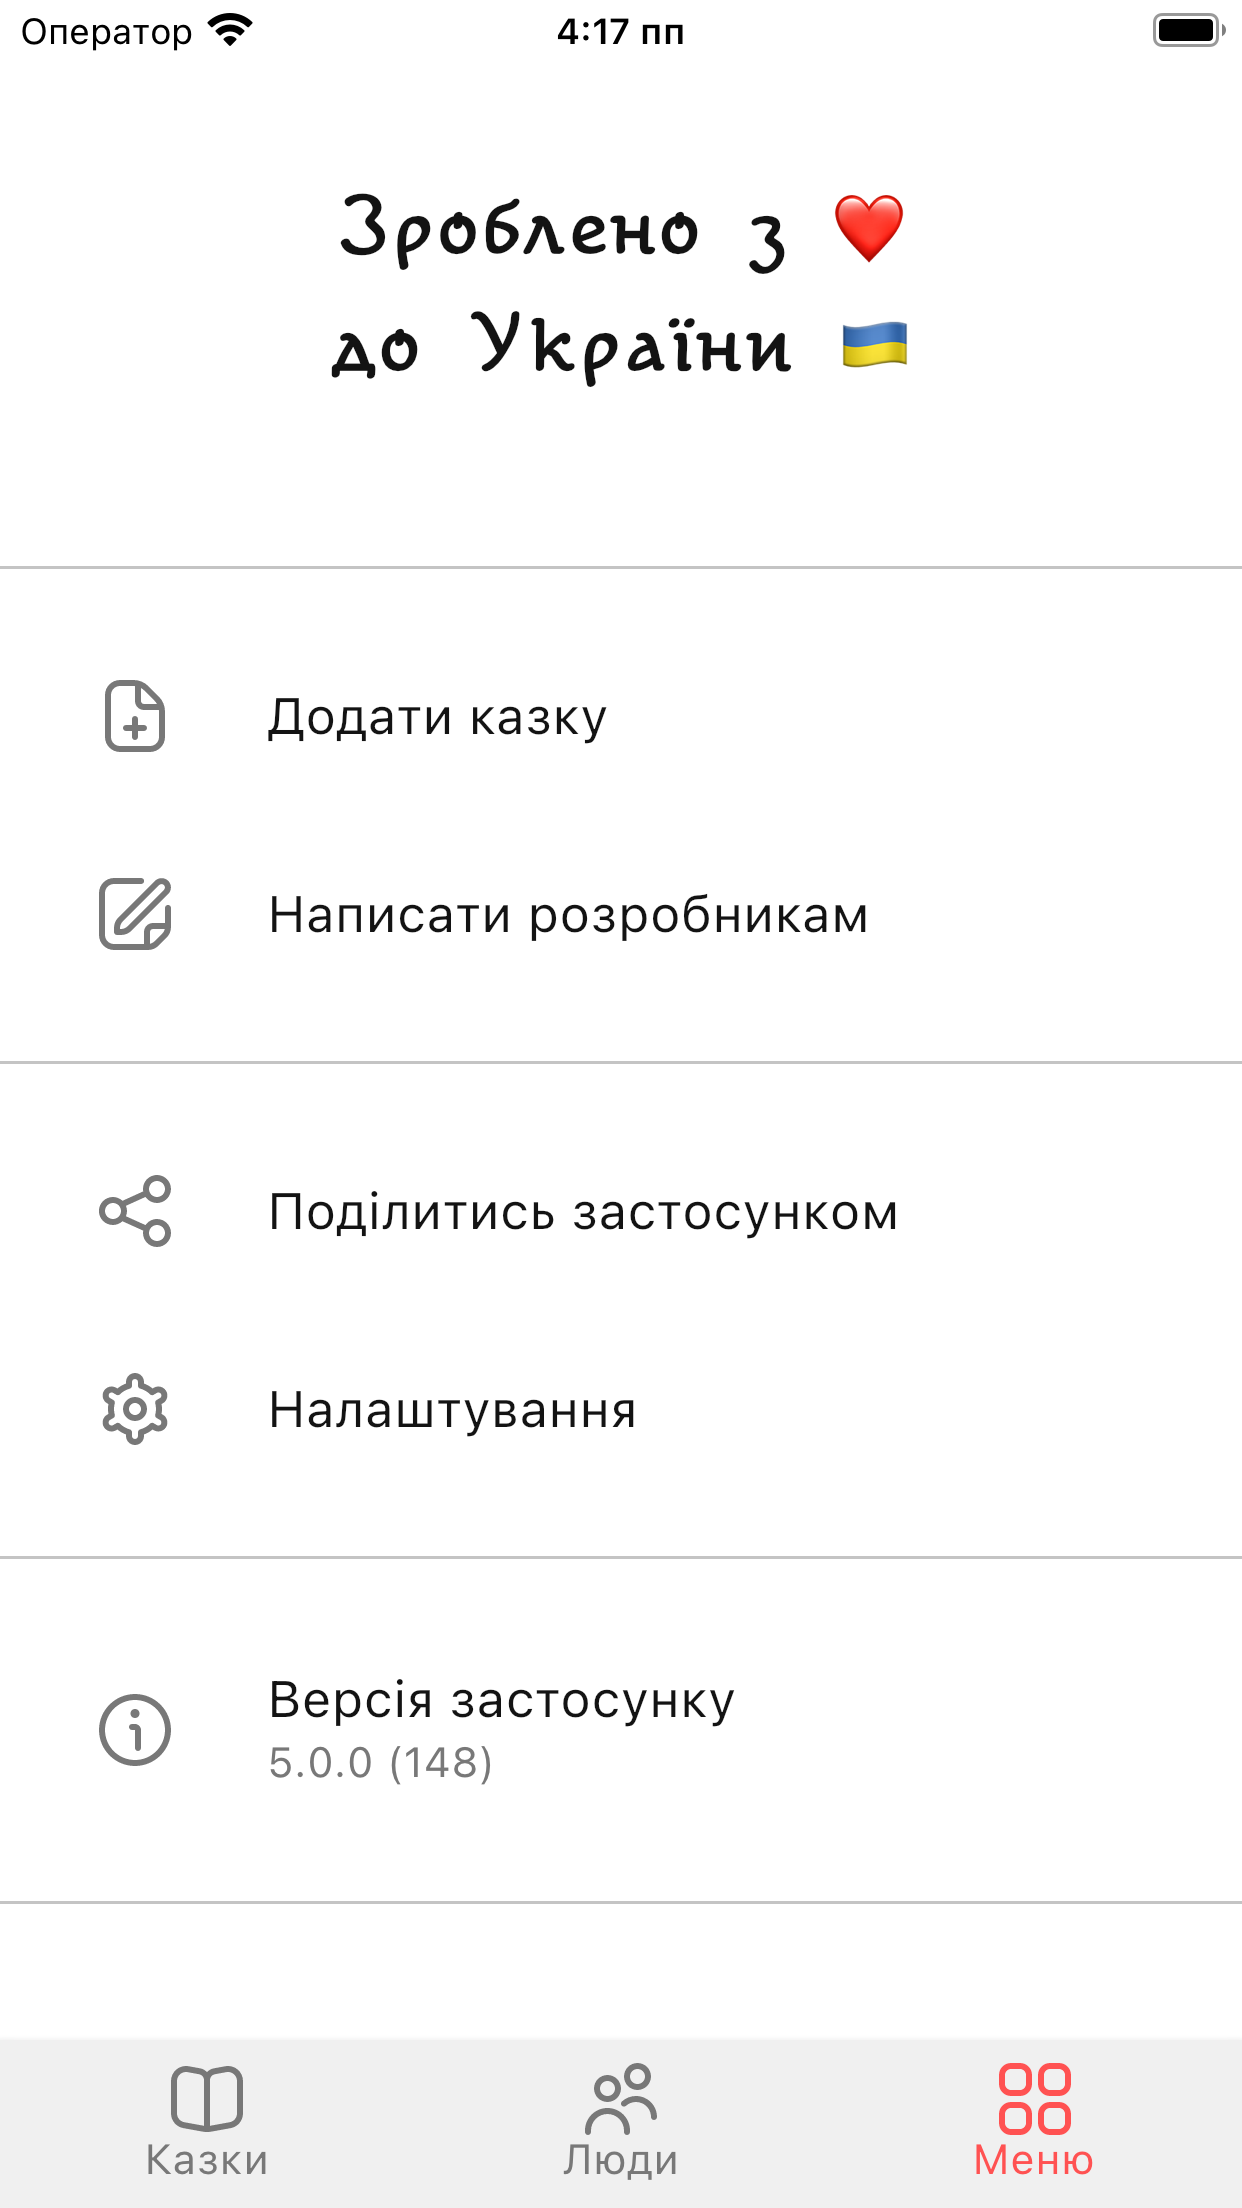 Оператор 4:17 пп
Зроблено з ❤️
до України 🇺🇦
Додати казку
Написати розробникам
Поділитись застосунком
Налаштування
Версія застосунку
5.0.0 (148)
Казки Люди Меню